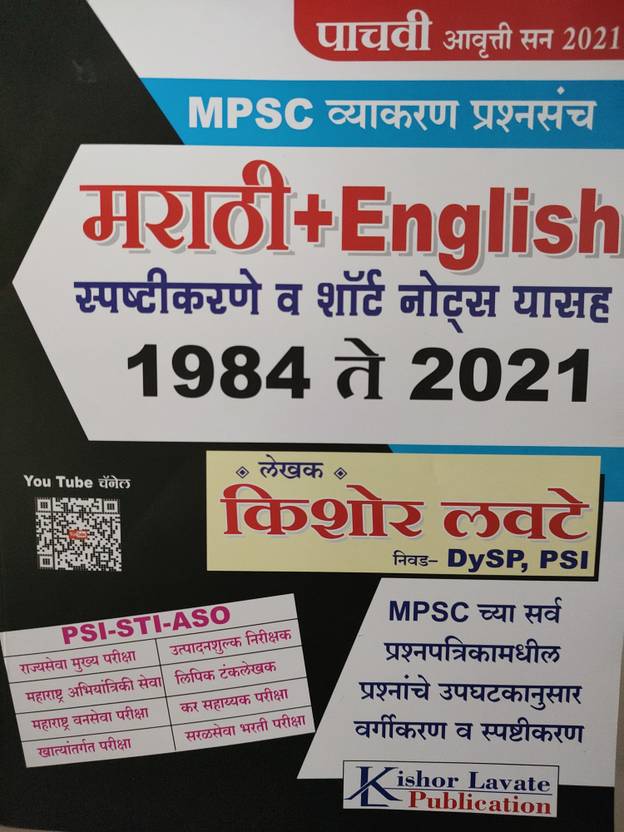 पाचवी आवृत्ती सन 2021
MPSC व्याकरण प्रश्नसंच
मराठी+English
स्पष्टीकरणे व शॉर्ट नोट्स यासह
1984 ते 2021
लेखक
You Tube चॅनेल
किशोर लवटे
निवड– DySP, PSI
PSI-STI-ASO
राज्यसेवा मुख्य परीक्षा
उत्पादनशुल्क निरीक्षक
महाराष्ट्र अभियांत्रिकी सेवा
लिपिक टंकलेखक
महाराष्ट्र वनसेवा परीक्षा
कर सहाय्यक परीक्षा
खात्यांतर्गत परीक्षा
सरळसेवा भरती परीक्षा
MPSC च्या सर्व
प्रश्नपत्रिकामधील
प्रश्नांचे उपघटकानुसार
वर्गीकरण व स्पष्टीकरण
Kishor Lavate
Publication